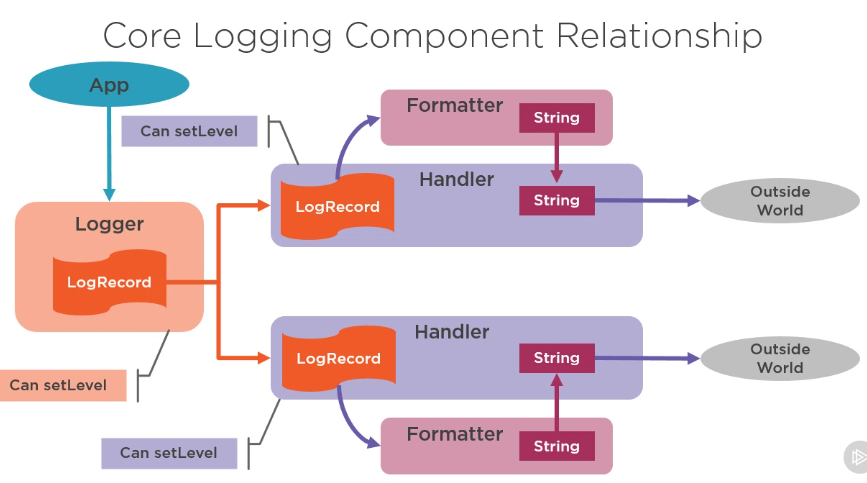 Core Logging Component Relationship
App
Can setLevel
Formatter
String
Handler
LogRecord
String
Outside
World
Logger
LogRecord
Can setLevel
Handler
LogRecord
String
Outside
World
Can setLevel
Formatter
String